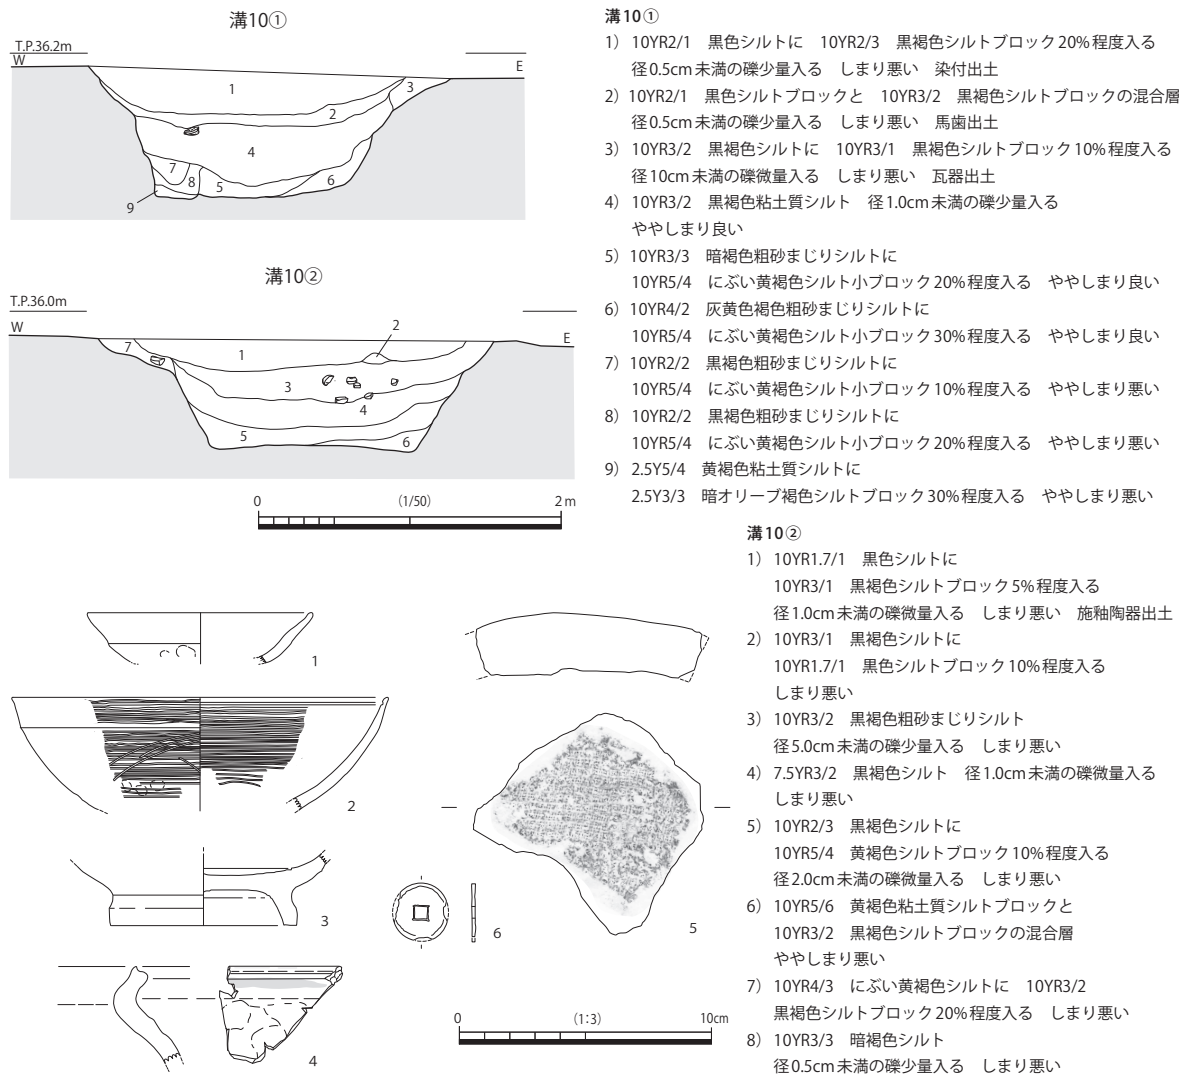 溝10①
T.P.36.2m
W
E
1
2
3
4
5
6
7
8
9
溝10②
T.P.36.0m
W
E
1
2
3
4
5
6
7
0
(1/50)
2 m
溝10①
1） 10YR2/1　黒色シルトに　10YR2/3　黒褐色シルトブロック20%程度入る
径0.5cm未満の礫少量入る　しまり悪い　染付出土
2）10YR2/1　黒色シルトブロックと　10YR3/2　黒褐色シルトブロックの混合層
径0.5cm未満の礫少量入る　しまり悪い　馬歯出土
3） 10YR3/2　黒褐色シルトに　10YR3/1　黒褐色シルトブロック10%程度入る
径10cm未満の礫微量入る　しまり悪い　瓦器出土
4） 10YR3/2　黒褐色粘土質シルト　径1.0cm未満の礫少量入る
ややしまり良い
5） 10YR3/3　暗褐色粗砂まじりシルトに
10YR5/4　にぶい黄褐色シルト小ブロック20%程度入る　ややしまり良い
6） 10YR4/2　灰黄色褐色粗砂まじりシルトに
10YR5/4　にぶい黄褐色シルト小ブロック30%程度入る　ややしまり良い
7） 10YR2/2　黒褐色粗砂まじりシルトに
10YR5/4　にぶい黄褐色シルト小ブロック10%程度入る　ややしまり悪い
8） 10YR2/2　黒褐色粗砂まじりシルトに
10YR5/4　にぶい黄褐色シルト小ブロック20%程度入る　ややしまり悪い
9） 2.5Y5/4　黄褐色粘土質シルトに
2.5Y3/3　暗オリーブ褐色シルトブロック30%程度入る　ややしまり悪い
溝10②
1） 10YR1.7/1　黒色シルトに
10YR3/1　黒褐色シルトブロック5%程度入る
径1.0cm未満の礫微量入る　しまり悪い　施釉陶器出土
2） 10YR3/1　黒褐色シルトに
10YR1.7/1　黒色シルトブロック10%程度入る
しまり悪い
3） 10YR3/2　黒褐色粗砂まじりシルト
径5.0cm未満の礫少量入る　しまり悪い
4） 7.5YR3/2　黒褐色シルト　径1.0cm未満の礫微量入る
しまり悪い
5） 10YR2/3　黒褐色シルトに
10YR5/4　黄褐色シルトブロック10%程度入る
径2.0cm未満の礫微量入る　しまり悪い
6） 10YR5/6　黄褐色粘土質シルトブロックと
10YR3/2　黒褐色シルトブロックの混合層
ややしまり悪い
7） 10YR4/3　にぶい黄褐色シルトに　10YR3/2
黒褐色シルトブロック20%程度入る　しまり悪い
8） 10YR3/3　暗褐色シルト
径0.5cm未満の礫少量入る　しまり悪い
1
2
3
4
5
6
0
(1:3)
10cm